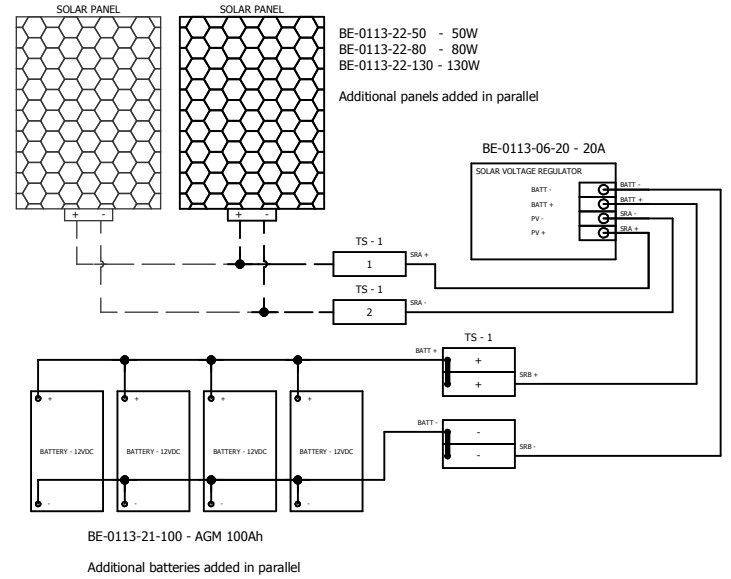 SOLAR PANEL
SOLAR PANEL
BE-0113-22-50 - 50W
BE-0113-22-80 - 80W
BE-0113-22-130 - 130W
Additional panels added in parallel
BE-0113-06-20 - 20A
SOLAR VOLTAGE REGULATOR
BATT -
BATT +
PV -
PV +
BATT -
BATT +
SRA -
SRA +
+ -
+ -
TS - 1
1
SRA +
TS - 1
2
SRA -
TS - 1
BATT +
+
+
SRB +
BATT -
-
-
SRB -
+
+
+
+
BATTERY - 12VDC
BATTERY - 12VDC
BATTERY - 12VDC
BATTERY - 12VDC
-
-
-
-
BE-0113-21-100 - AGM 100Ah
Additional batteries added in parallel